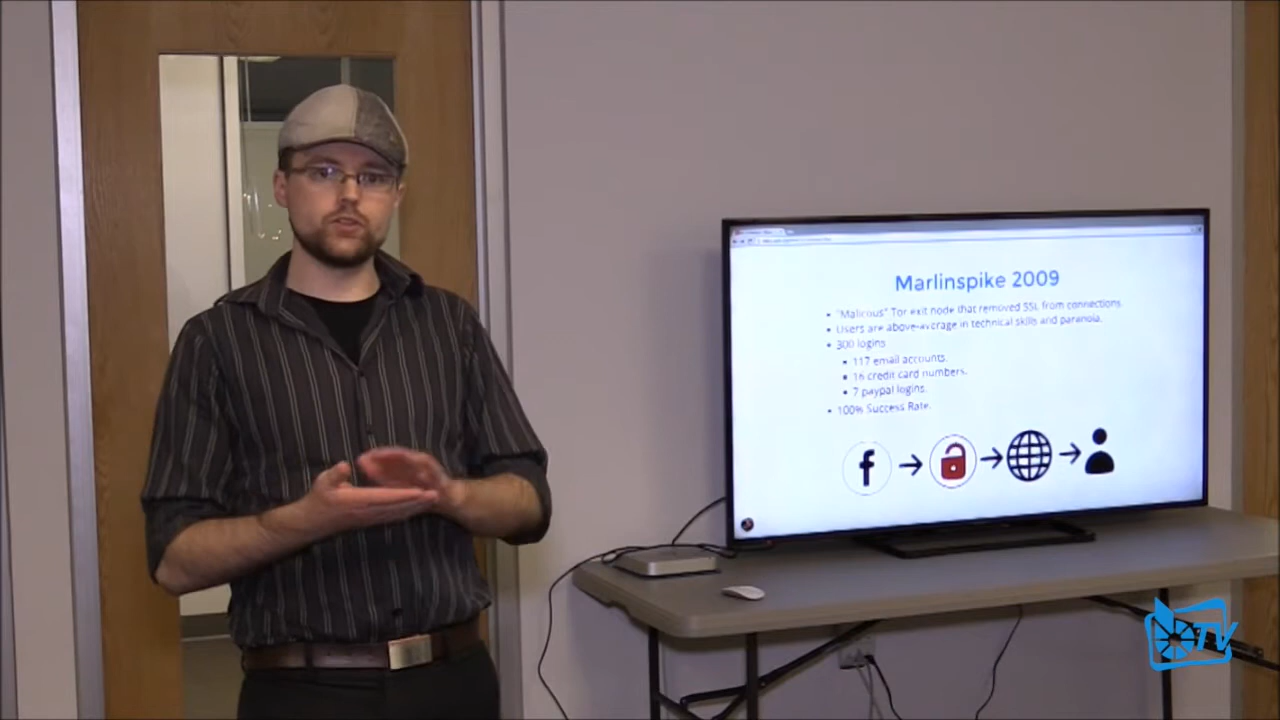 Marlinspike 2009
"Malicous" Tor exit node that removed SSL from connections.
Users are above-average in technical skills and paranoia.
300 logins
117 email accounts.
16 credit card numbers.
7 paypal logins.
100% Success Rate.
f
TV